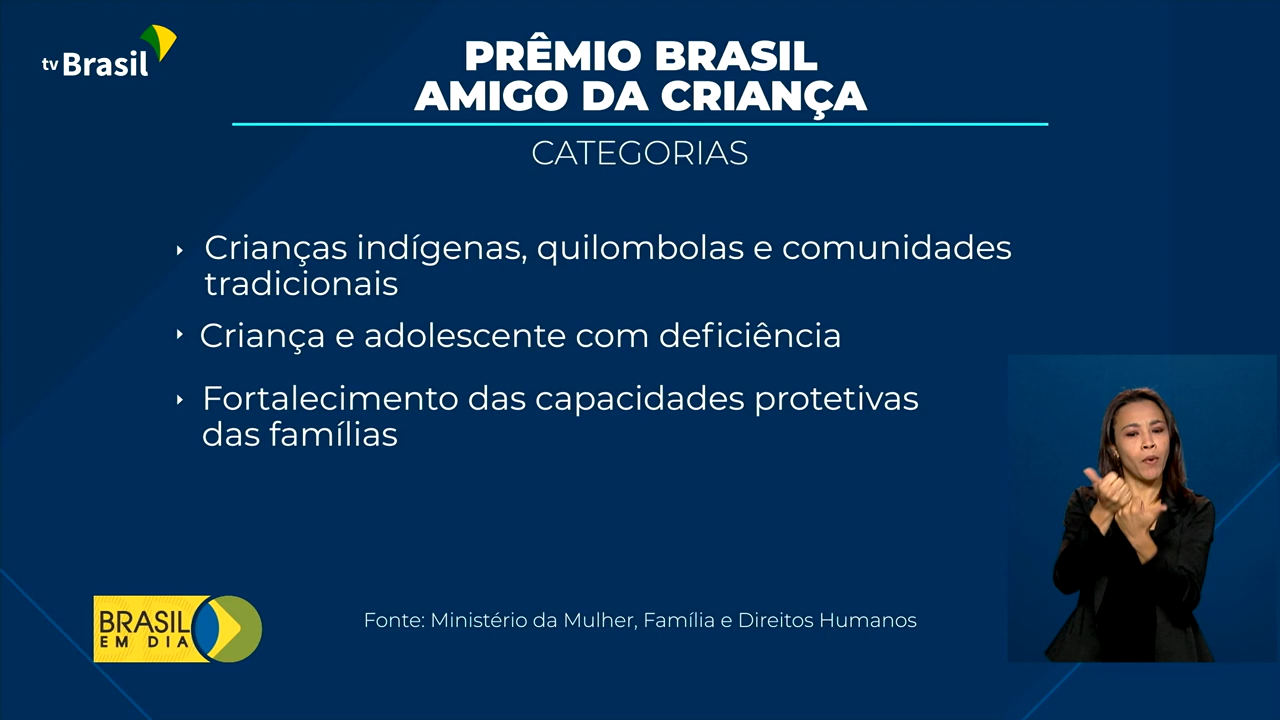 tv Brasil
PRÊMIO BRASIL
AMIGO DA CRIANÇA
CATEGORIAS
Crianças indígenas, quilombolas e comunidades
tradicionais
Criança e adolescente com deficiência
Fortalecimento das capacidades protetivas
das famílias
BRASIL
EM DIA
Fonte: Ministério da Mulher, Família e Direitos Humanos